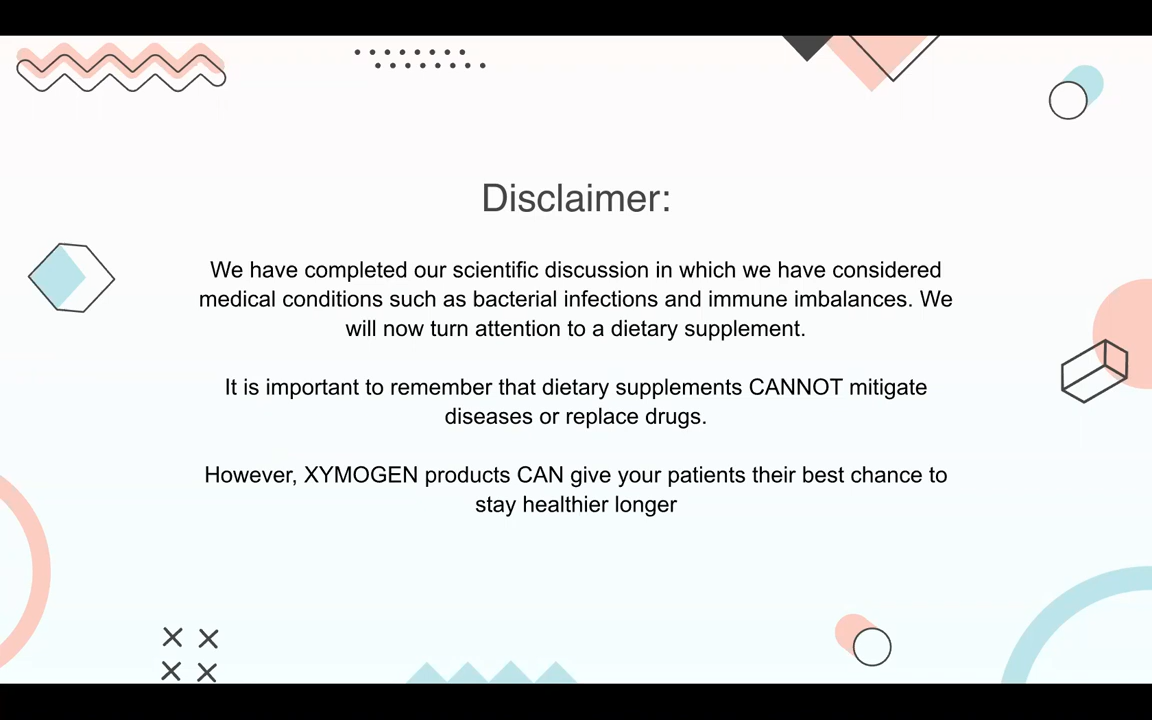 Disclaimer:
We have completed our scientific discussion in which we have considered
medical conditions such as bacterial infections and immune imbalances. We
will now turn attention to a dietary supplement.
It is important to remember that dietary supplements CANNOT mitigate
diseases or replace drugs.
However, XYMOGEN products CAN give your patients their best chance to
stay healthier longer